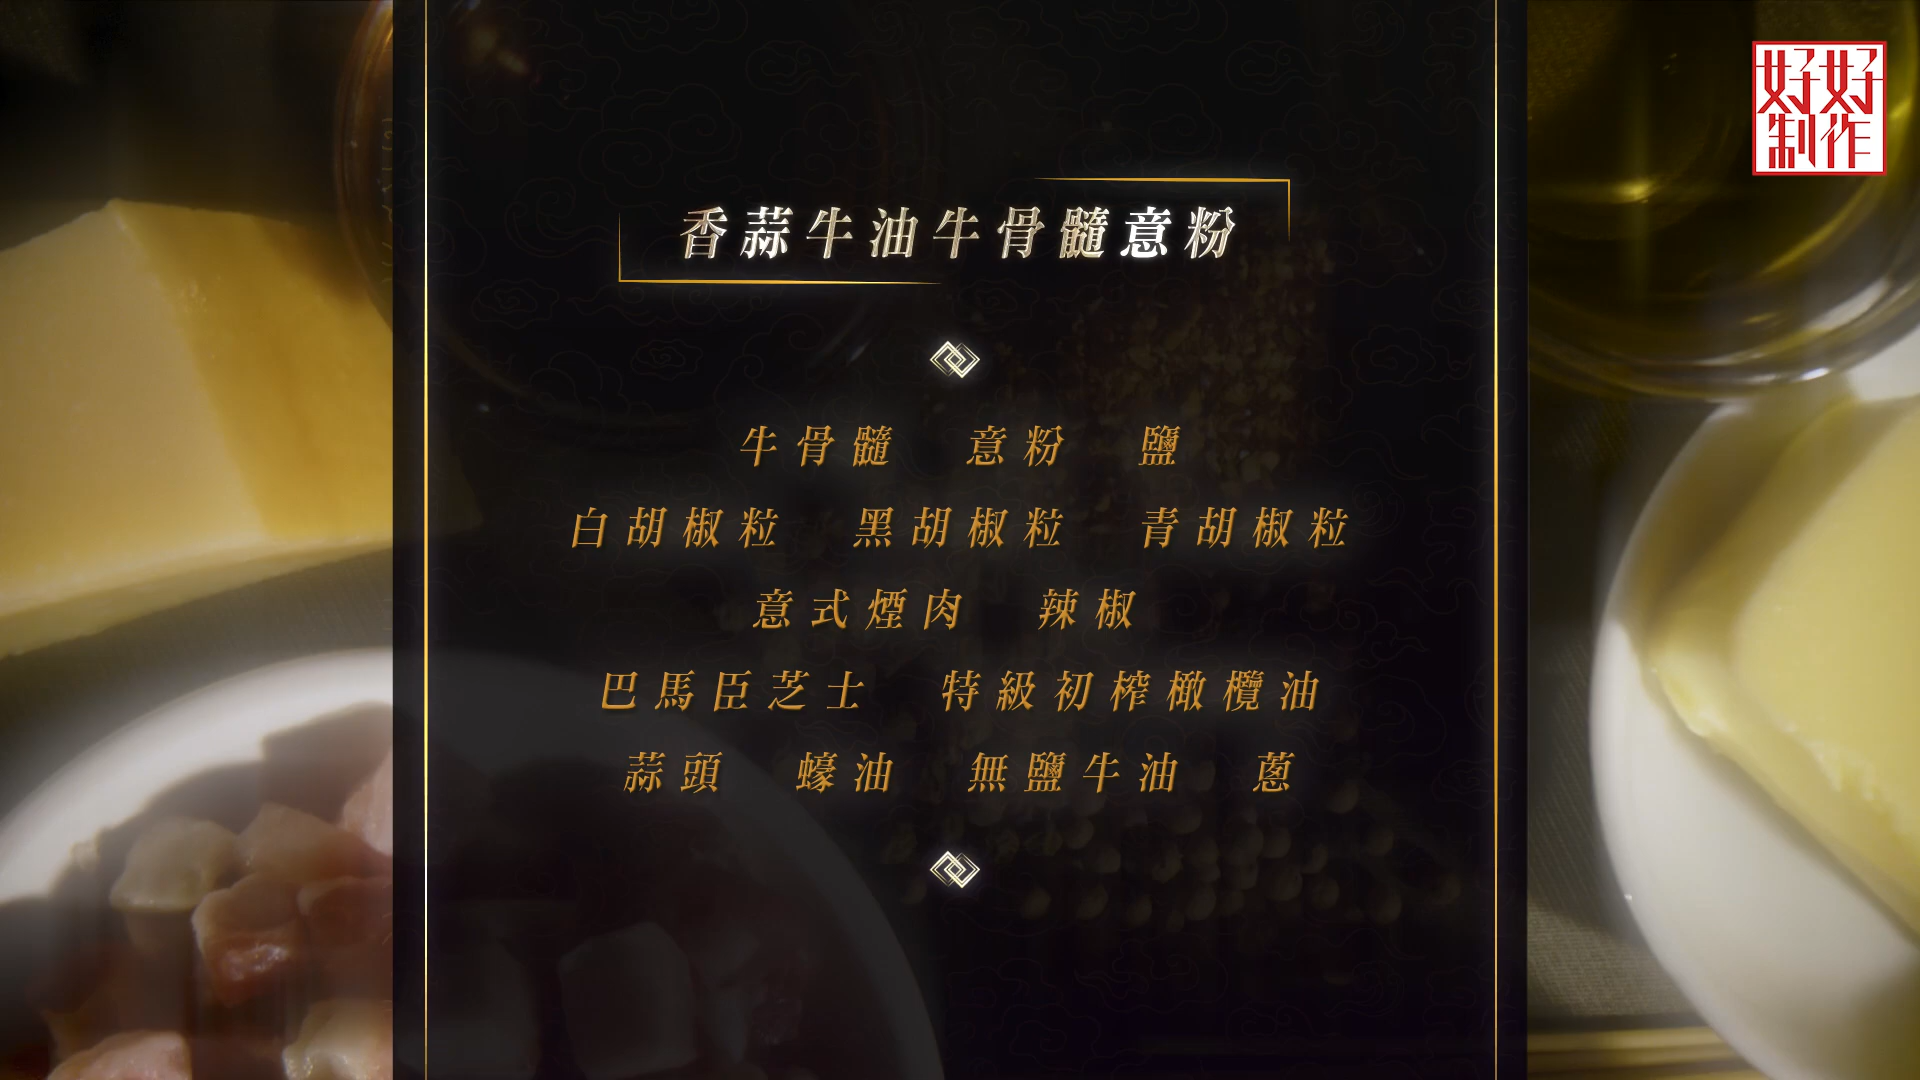 好好
制作
香蒜牛油牛骨髓意粉
牛骨髓 意粉 鹽
白胡椒粒 黑胡椒粒 青胡椒粒
意式煙肉 辣椒
巴馬臣芝士 特級初榨橄欖油
蒜頭 蠔油 無鹽牛油 蔥